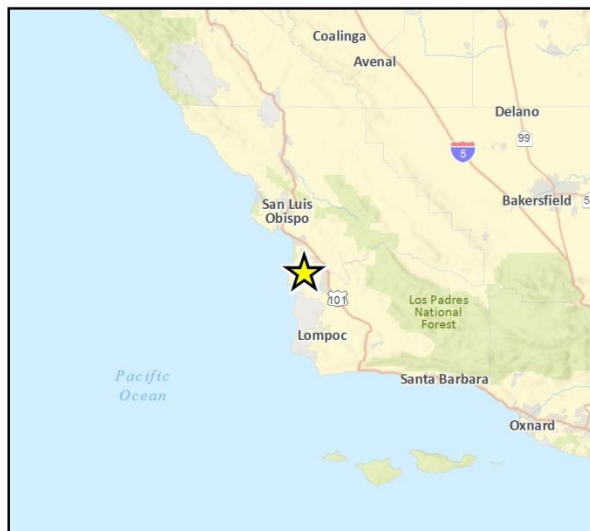 Coalinga
Avenal
Delano
99
5
Bakersfield
5
San Luis
Obispo
101
Los Padres
National
Forest
Lompoc
Pacific
Ocean
Santa Barbara
Oxnard